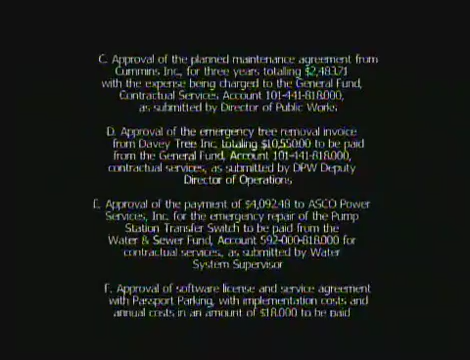 C. Approval of the planned maintenance agreement from
Cummins Inc., for three years totaling $2,483.71
with the expense being charged to the General Fund,
Contractual Services Account 101-441-818.000,
as submitted by Director of Public Works
D. Approval of the emergency tree removal invoice
from Davey Tree Inc. totaling $10,550.00 to be paid
from the General Fund, Account 101-441-818.000,
contractual services, as submitted by DPW Deputy
Director of Operations
E. Approval of the payment of $4,092.48 to ASCO Power
Services, Inc. for the emergency repair of the Pump
Station Transfer Switch to be paid from the
Water & Sewer Fund, Account 592-000-818.000 for
contractual services, as submitted by Water
System Supervisor
F. Approval of software license and service agreement
with Passport Parking, with implementation costs and
annual costs in an amount of $18,000 to be paid